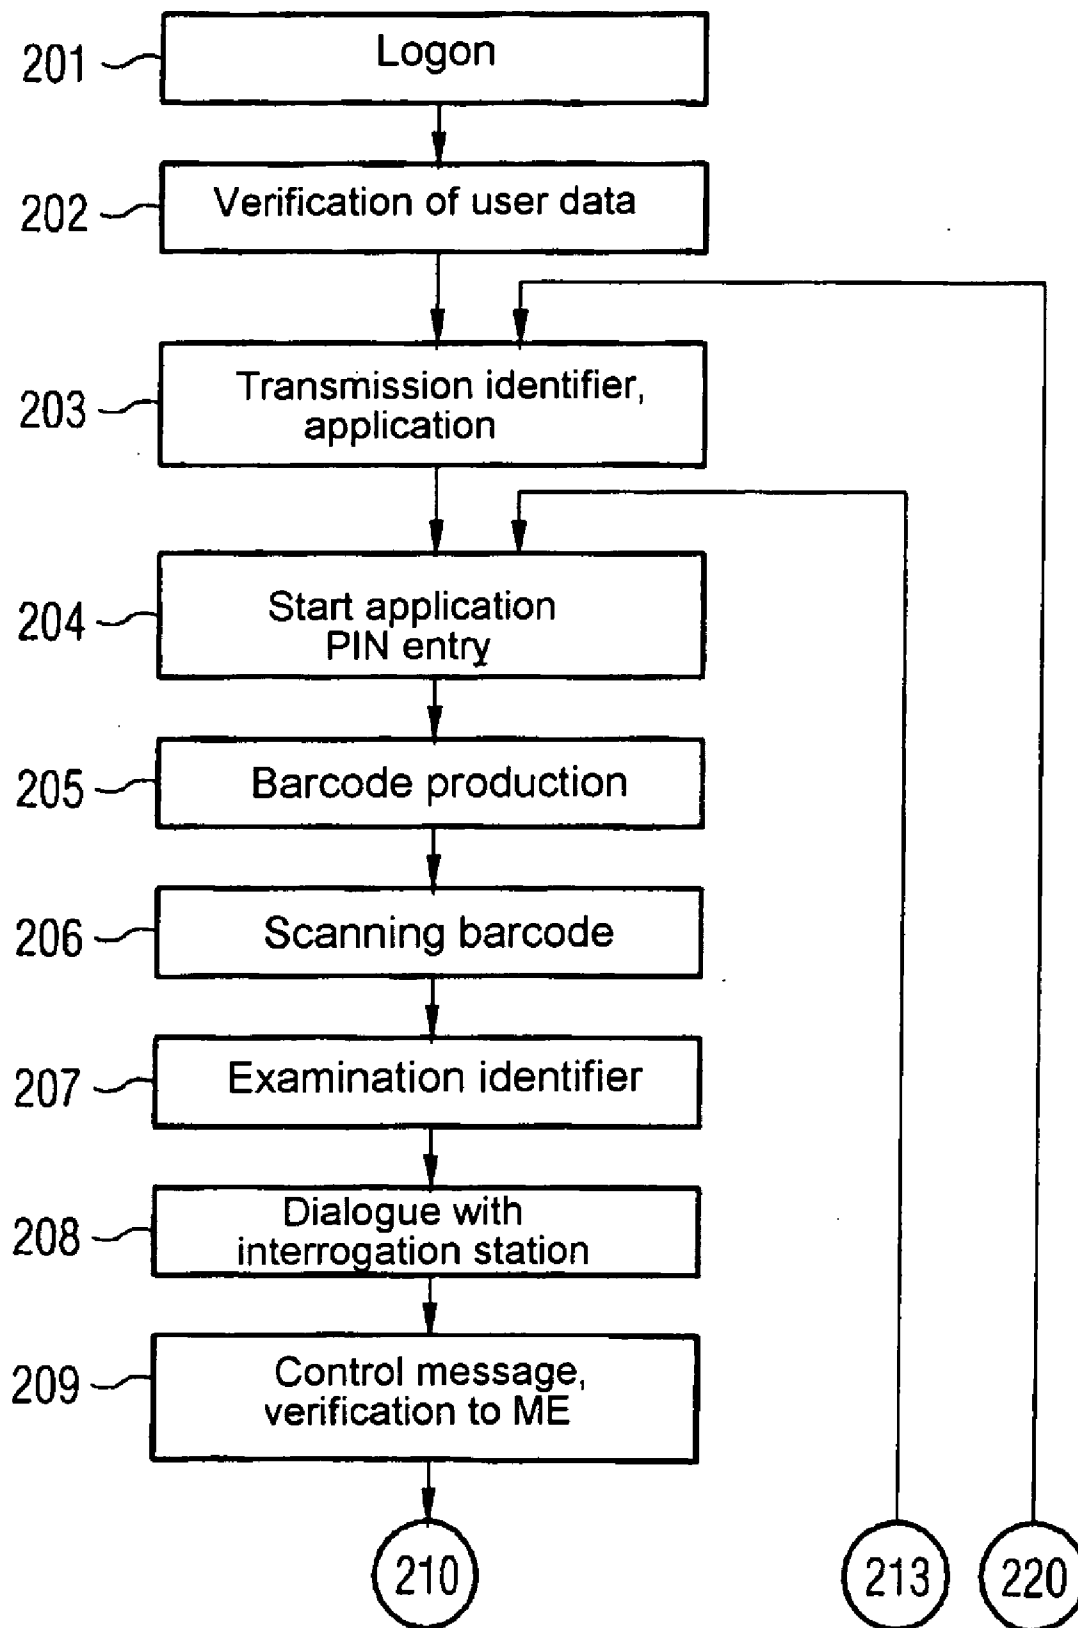 201
Logon
202
Verification of user data
203
Transmission identifier,
application
204
Start application
PIN entry
205
Barcode production
206
Scanning barcode
207
Examination identifier
208
Dialogue with
interrogation station
209
Control message,
verification to ME
210
213
220